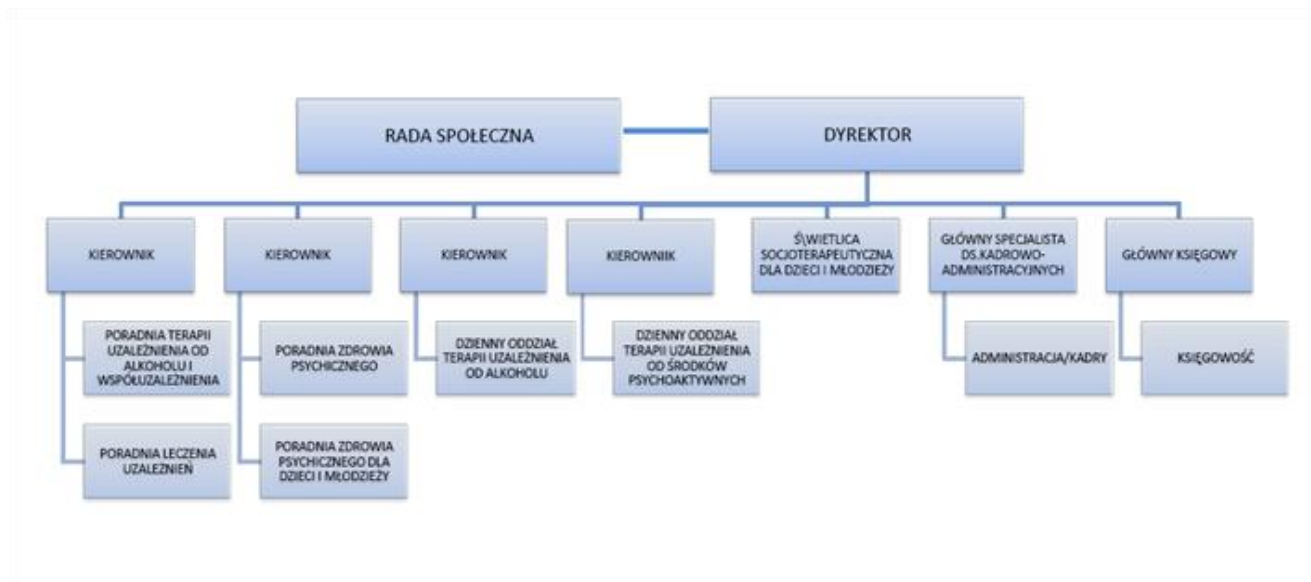 RADA SPOŁECZNA
DYREKTOR
KIEROWNIK
KIEROWNIK
KIEROWNIK
KIEROWNIIK
Ś\WIETLICA
SOCJOTERAPEUTYCZNA
DLA DZIECI I MŁODZIEŻY
GŁÓWNY SPECJALISTA
DS.KADROWO-
ADMINISTRACYJNYCH
GŁÓWNY KSIĘGOWY
PORADNIA TERAPII
UZALEŻNIENIA OD
ALKOHOLU I
WSPÓŁUZALEŻNIENIA
PORADNIA ZDROWIA
PSYCHICZNEGO
DZIENNY ODDZIAŁ
TERAPII UZALEŻNIENIA
OD ALKOHOLU
DZIENNY ODDZIAŁ
TERAPII UZALEŻNIENIA
OD ŚRODKÓW
PSYCHOAKTYWNYCH
ADMINISTRACJA/KADRY
KSIĘGOWOŚĆ
PORADNIA LECZENIA
UZALEŻNIEŃ
PORADNIA ZDROWIA
PSYCHICZNEGO DLA
DZIECI I MŁODZIEŻY